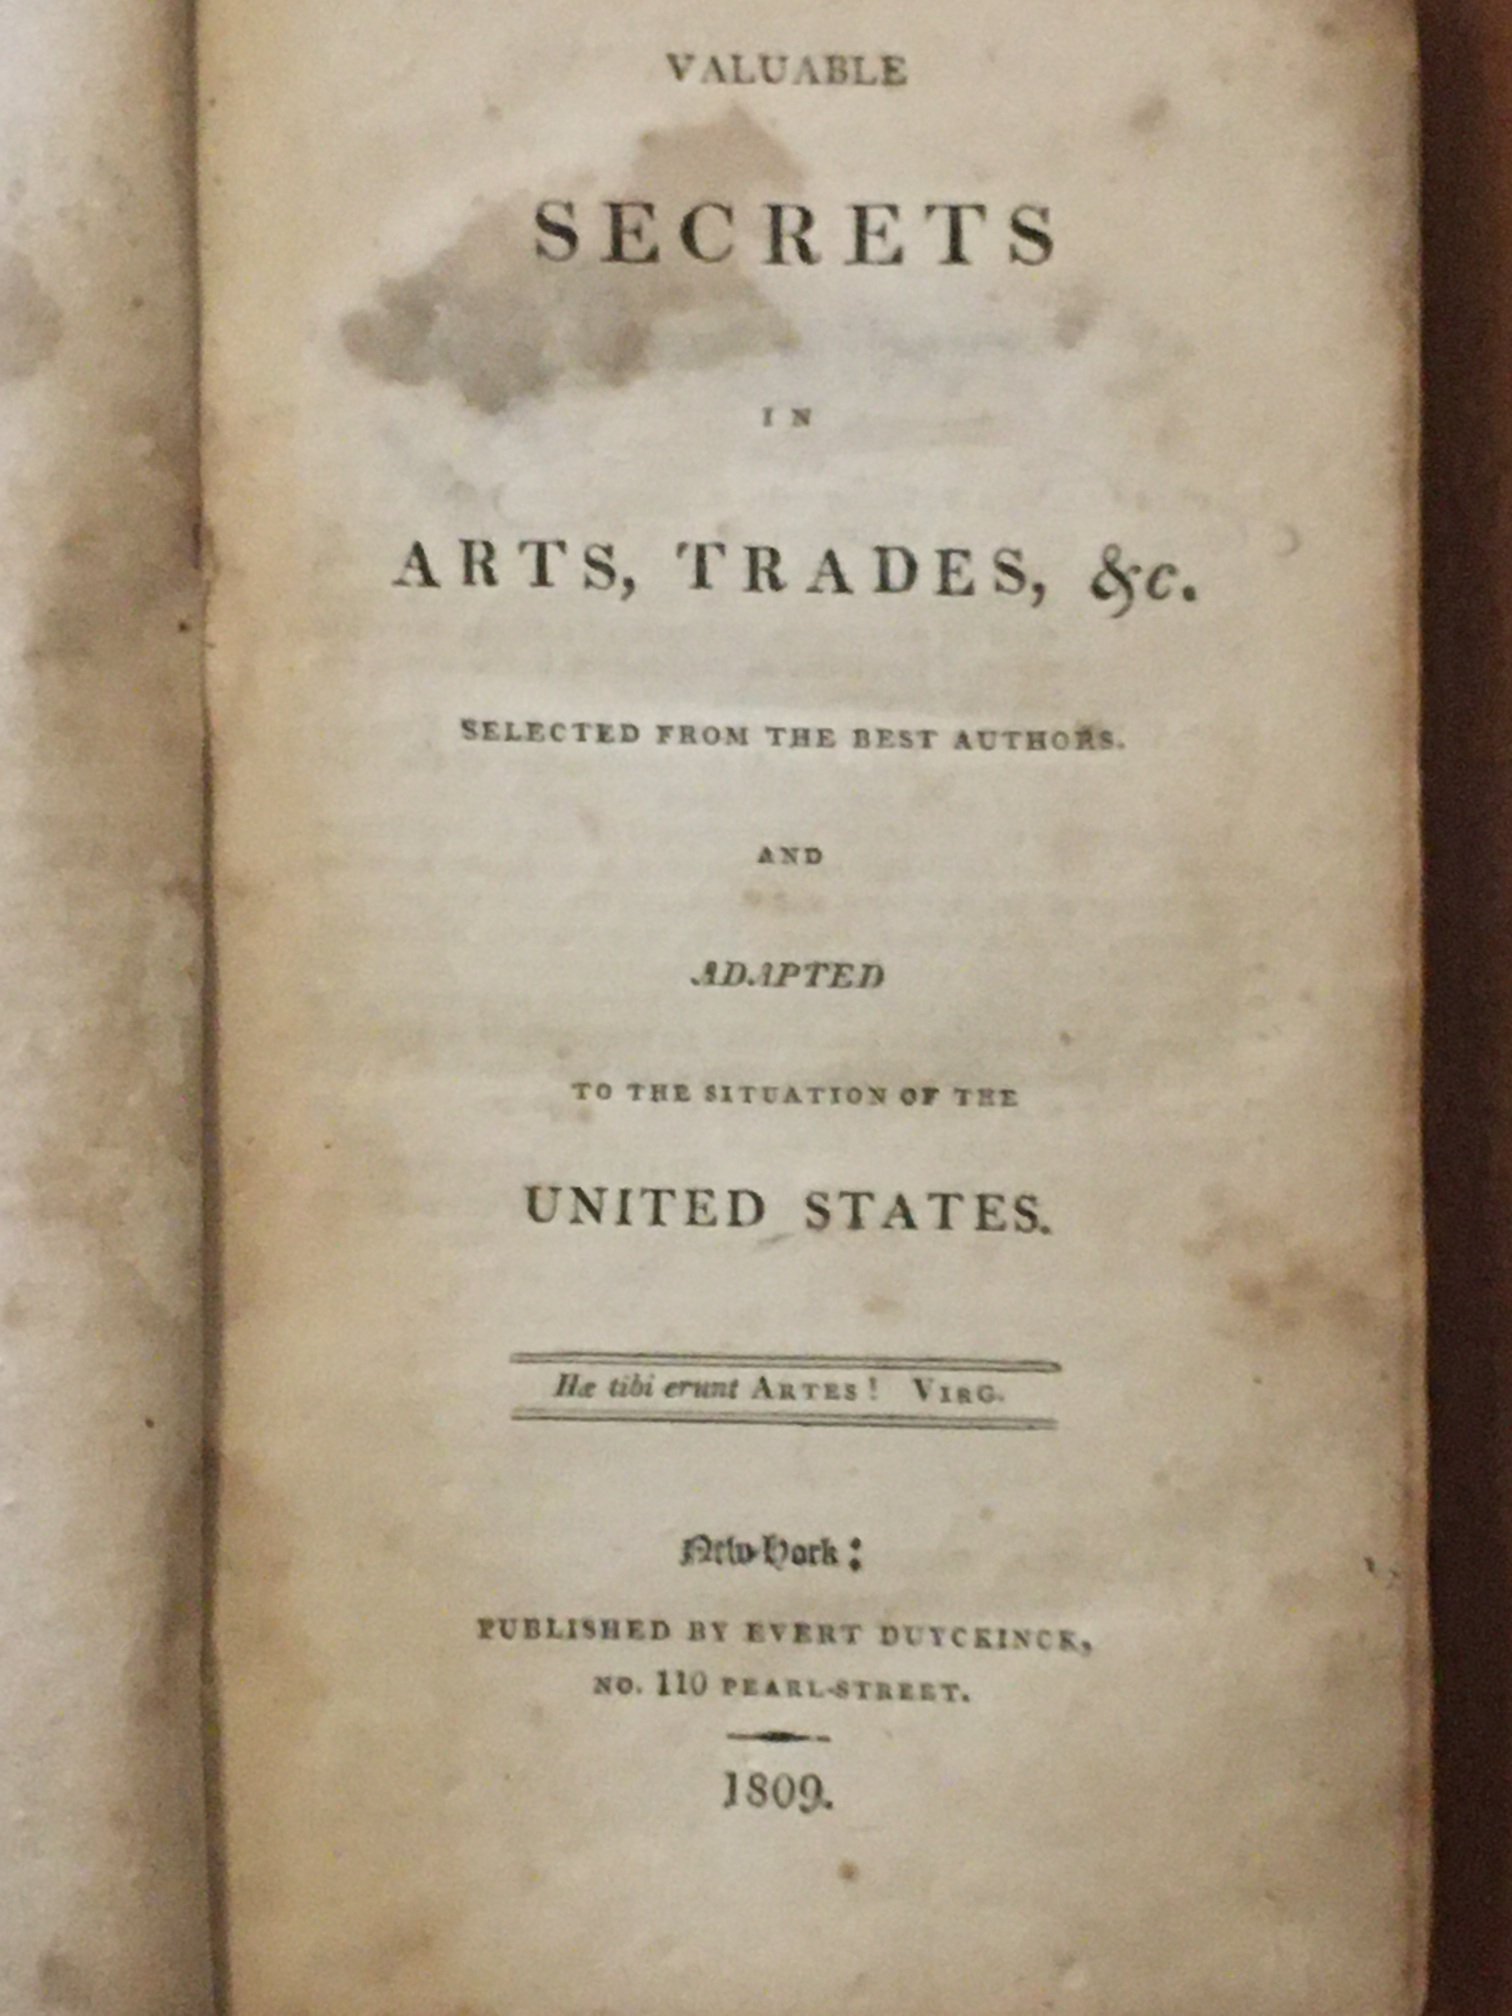 VALUABLE
SECRETS
IN
ARTS, TRADES, &c.
SELECTED FROM THE BEST AUTHORS.
AND
ADAPTED
TO THE SITUATION OF THE
UNITED STATES.
Hæ tibi erunt ARTES! VIRG.
New-York:
PUBLISHED BY EVERT DUYCKINCK,
NO. 110 PEARL-STREET.
1809.